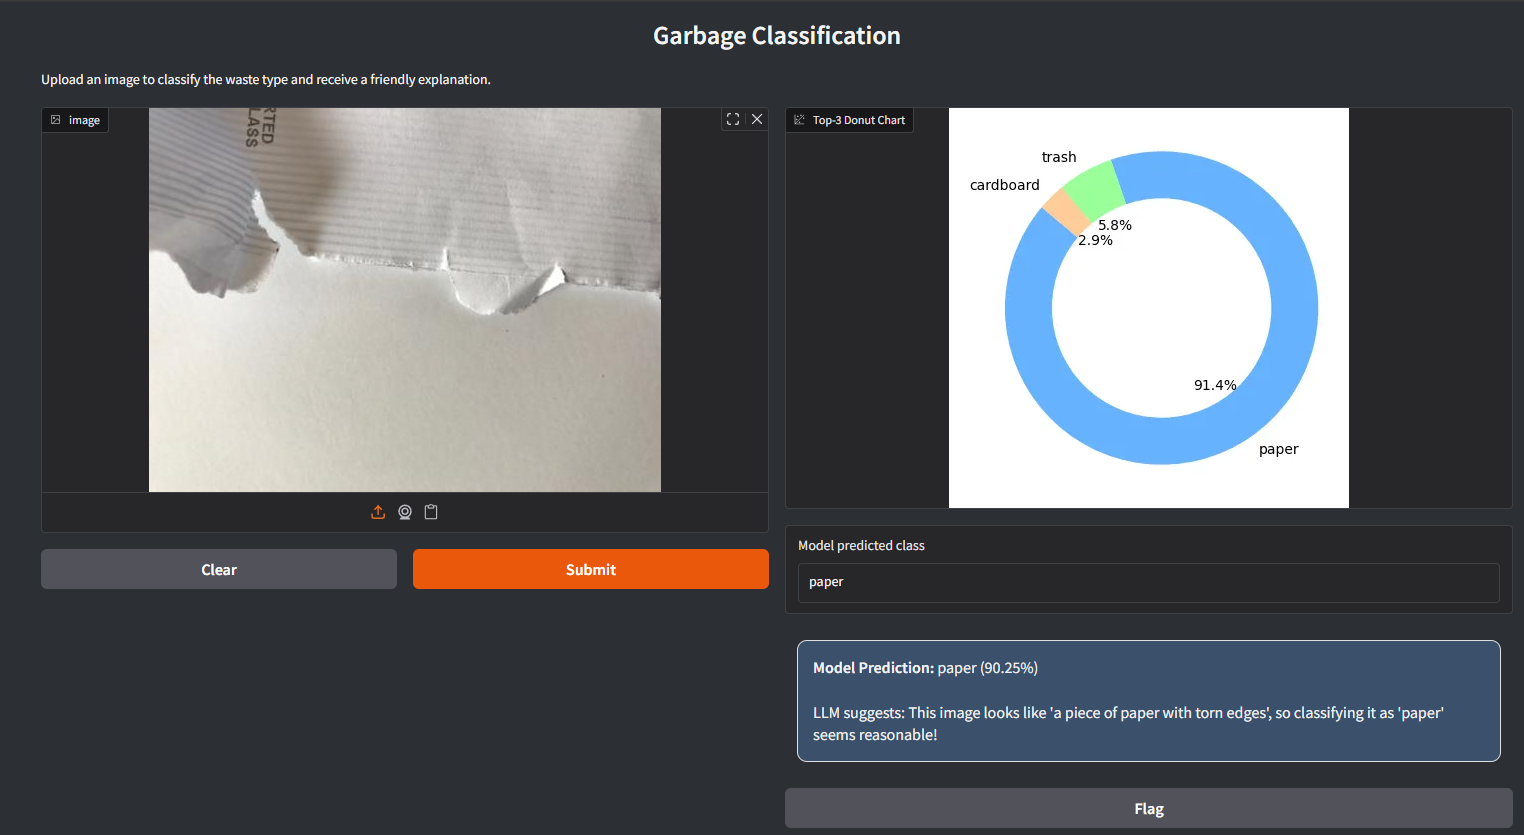 Garbage Classification
Upload an image to classify the waste type and receive a friendly explanation.
image
RTED
LASS
Clear
Submit
Top-3 Donut Chart
trash
cardboard
5.8%
2.9%
91.4%
paper
Model predicted class
paper
Model Prediction: paper (90.25%)
LLM suggests: This image looks like 'a piece of paper with torn edges', so classifying it as 'paper'
seems reasonable!
Flag